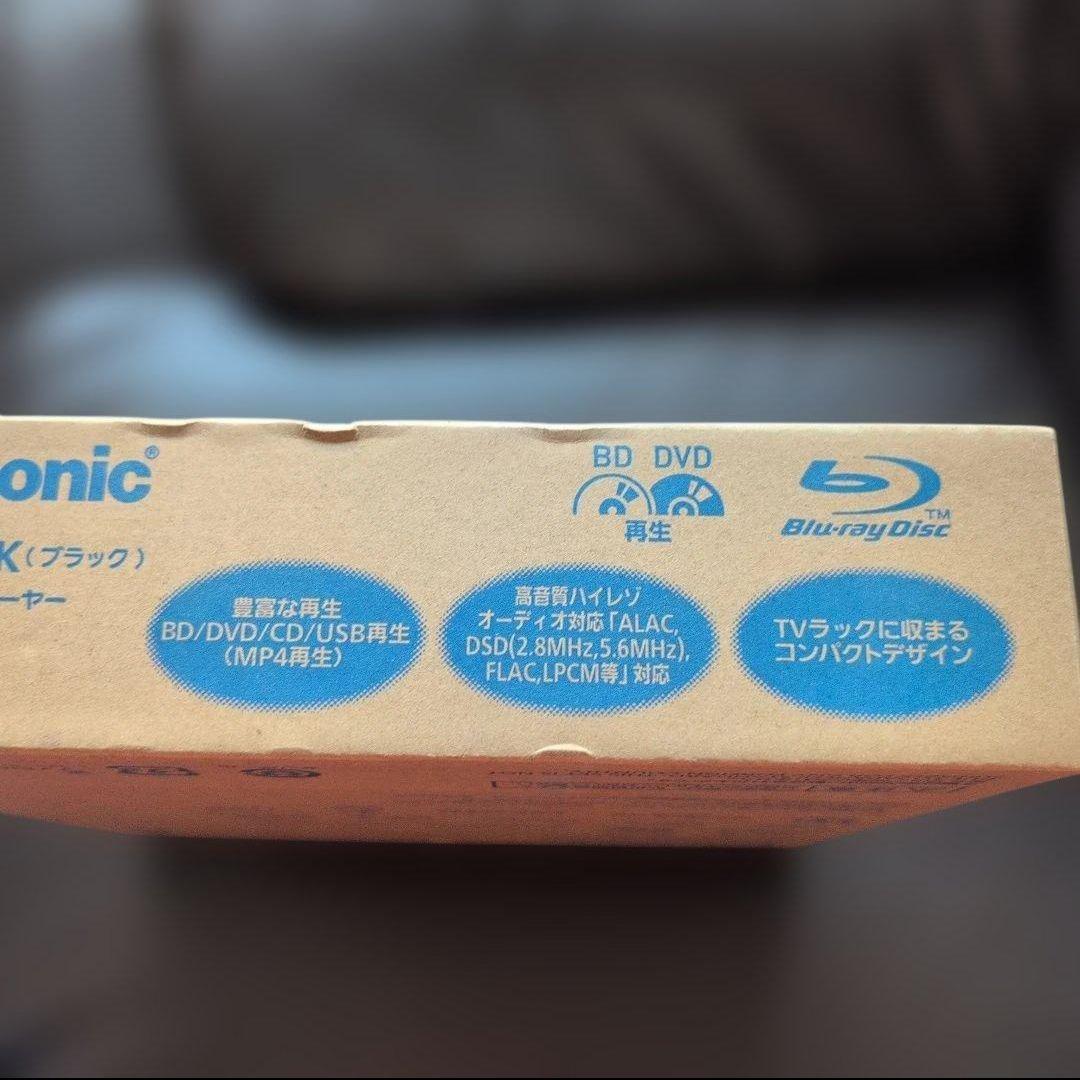 onic®
BD DVD
再生
Blu-ray Disc™
K(ブラック)
ーヤー
豊富な再生
BD/DVD/CD/USB再生
(MP4再生)
高音質ハイレゾ
オーディオ対応「ALAC,
DSD(2.8MHz,5.6MHz),
FLAC,LPCM等」対応
TVラックに収まる
コンパクトデザイン